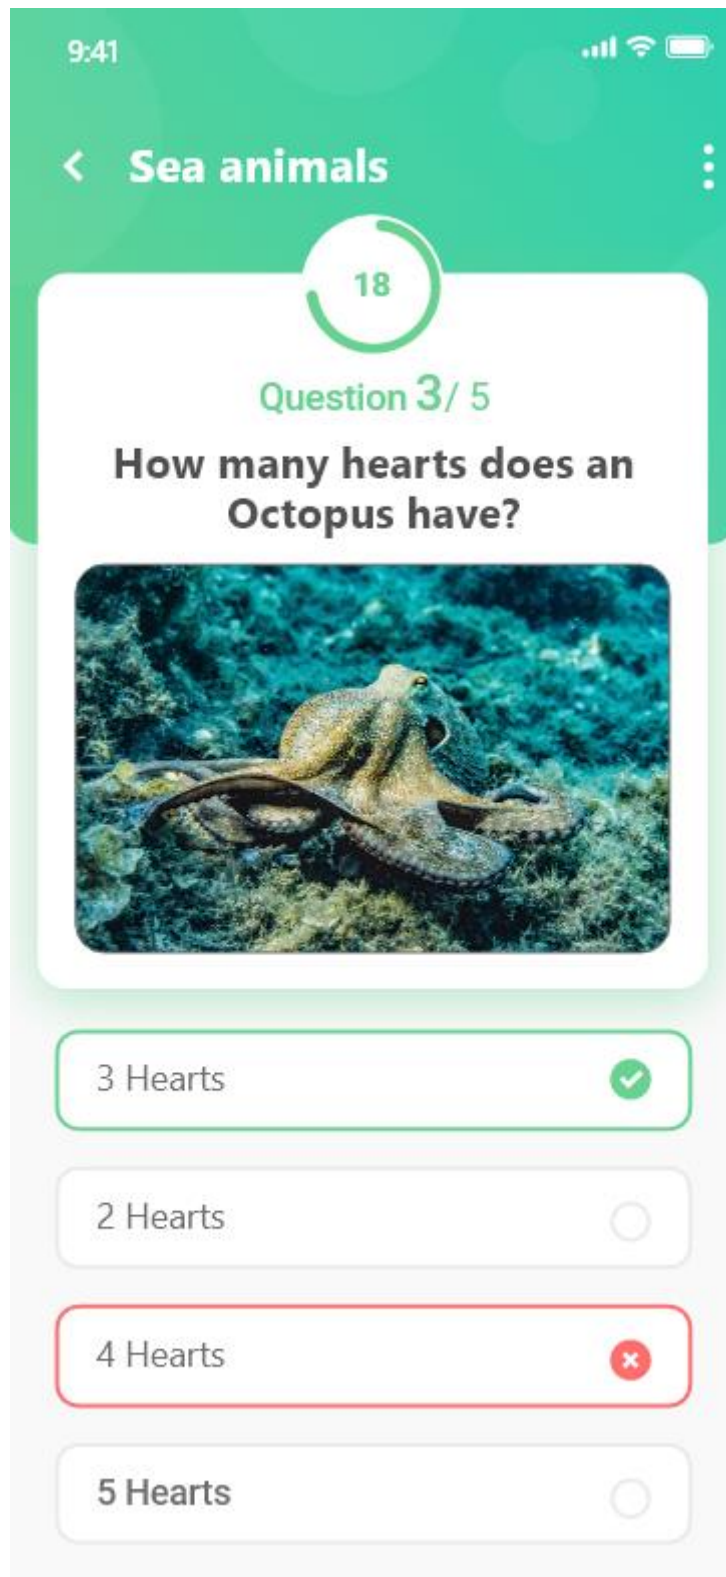 9:41
Sea animals
18
Question 3/ 5
How many hearts does an
Octopus have?
3 Hearts
2 Hearts
4 Hearts
5 Hearts